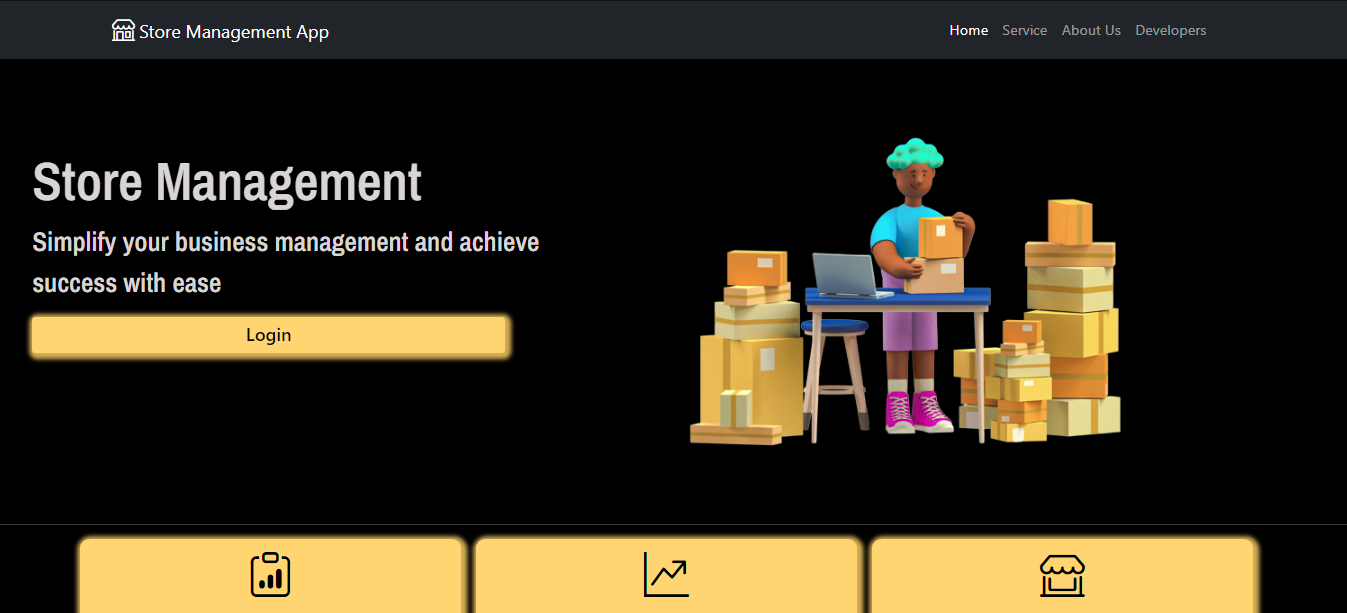 Store Management App
Home Service About Us Developers
Store Management
Simplify your business management and achieve
success with ease
Login